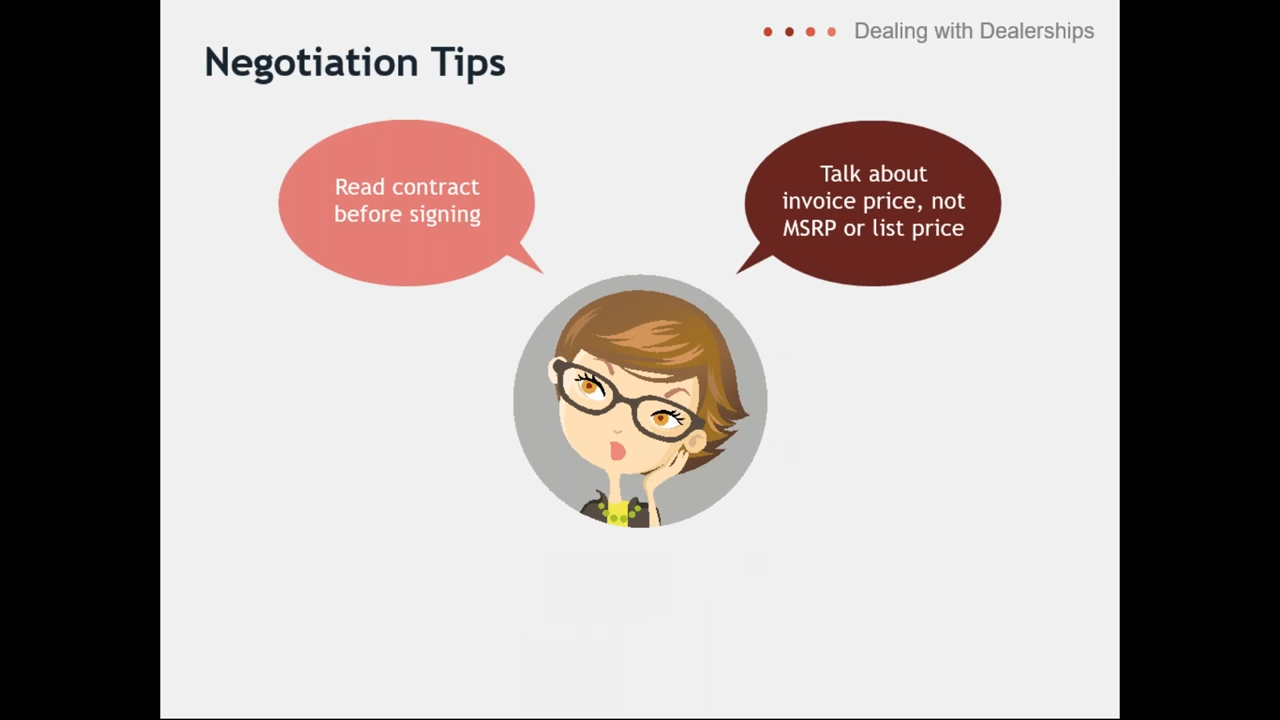 Dealing with Dealerships
Negotiation Tips
Read contract
before signing
Talk about
invoice price, not
MSRP or list price